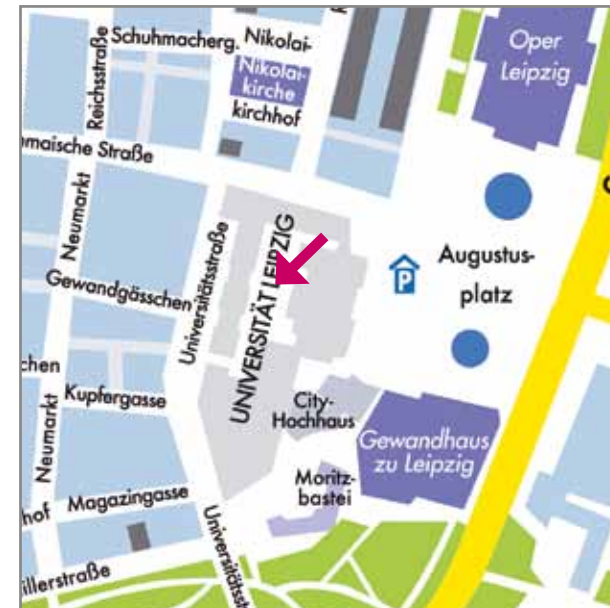 Schuhmacherg.
Nikolai-
Nikolai-
kirche
kirchhof
Oper
Leipzig
Reichsstraße
maische Straße
Neumarkt
Universitätsstraße
UNIVERSITÄT LEIPZIG
Gewandgässchen
P
Augustus-
platz
chen
Kupfergasse
City-
Hochhaus
Gewandhaus
zu Leipzig
Neumarkt
Moritz-
bastei
hof
Magazingasse
Universitätsst
illerstraße